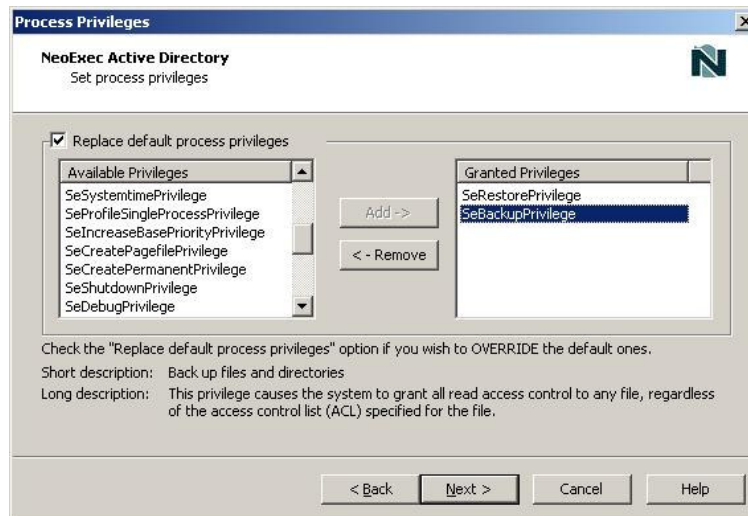 Process Privileges
NeoExec Active Directory
Set process privileges
N
Replace default process privileges
Available Privileges
SeSystemtimePrivilege
SeProfileSingleProcessPrivilege
SeIncreaseBasePriorityPrivilege
SeCreatePagefilePrivilege
SeCreatePermanentPrivilege
SeShutdownPrivilege
SeDebugPrivilege
Add ->
< - Remove
Granted Privileges
SeRestorePrivilege
SeBackupPrivilege
Check the "Replace default process privileges" option if you wish to OVERRIDE the default ones.
Short description: Back up files and directories
Long description: This privilege causes the system to grant all read access control to any file, regardless
of the access control list (ACL) specified for the file.
< Back
Next >
Cancel
Help